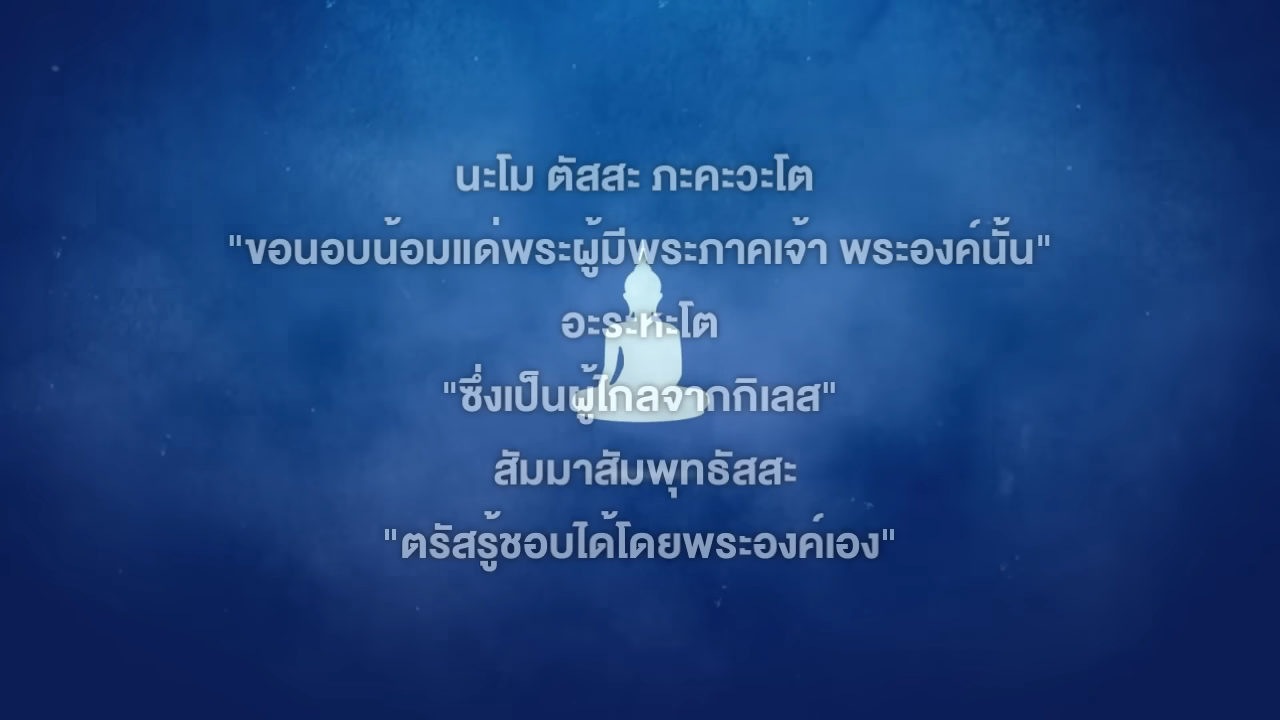 นะโม ตัสสะ ภะคะวะโต
"ขอนอบน้อมแด่พระผู้มีพระภาคเจ้า พระองค์นั้น"
อะระหะโต
"ซึ่งเป็นผู้ไกลจากกิเลส"
สัมมาสัมพุทธัสสะ
"ตรัสรู้ชอบได้โดยพระองค์เอง"